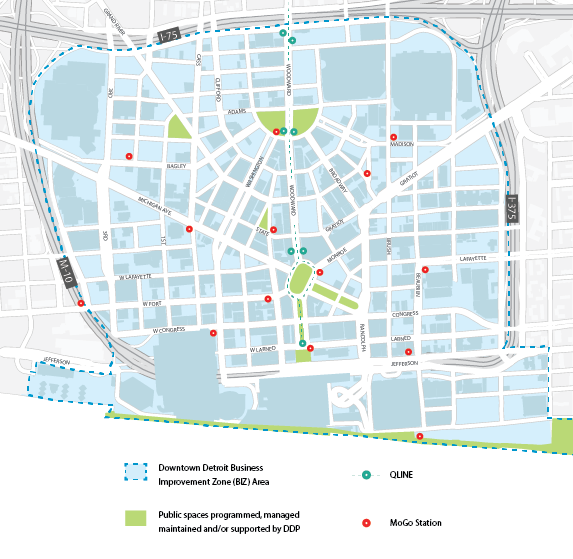 GRAND RIVER
I-75
CASS
CLIFFORD
WOODWARD
3RD
ADAMS
MADISON
BAGLEY
WASHINGTON
BROADWAY
GRATIOT
MICHIGAN AVE
WOODWARD
I-375
STATE
GRATIOT
3RD
1ST
MONROE
BRUSH
LAFAYETTE
M-10
W LAFAYETTE
BEAUBIEN
W FORT
CONGRESS
W CONGRESS
RANDOLPH
LARNED
W LARNED
JEFFERSON
JEFFERSON
Downtown Detroit Business
Improvement Zone (BIZ) Area
QLINE
Public spaces programmed, managed
maintained and/or supported by DDP
MoGo Station